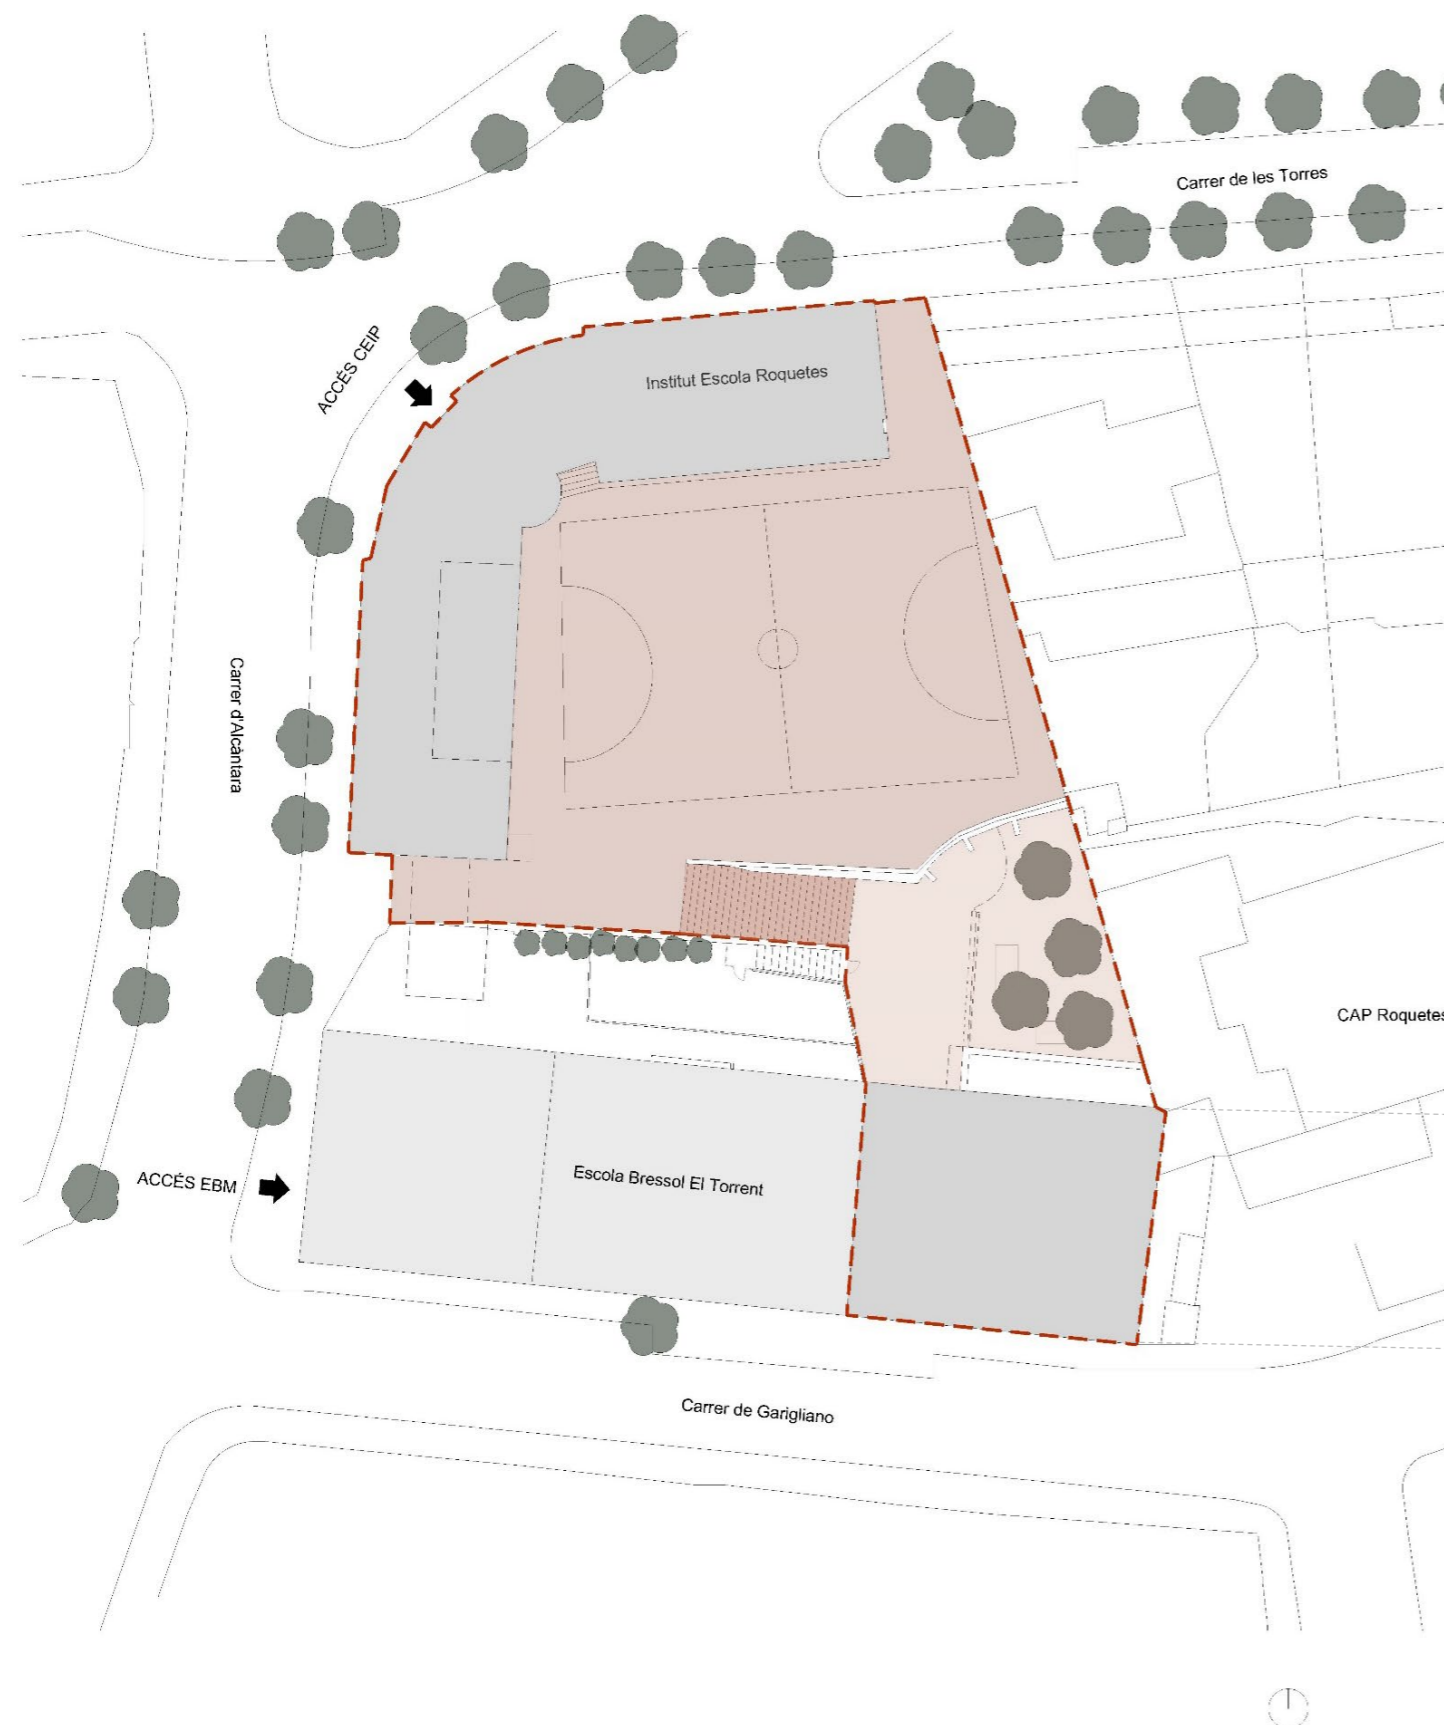 Carrer de les Torres
ACCÉS CEIP
Institut Escola Roquetes
Carrer d'Alcàntara
CAP Roquetes
ACCÉS EBM
Escola Bressol El Torrent
Carrer de Garigliano